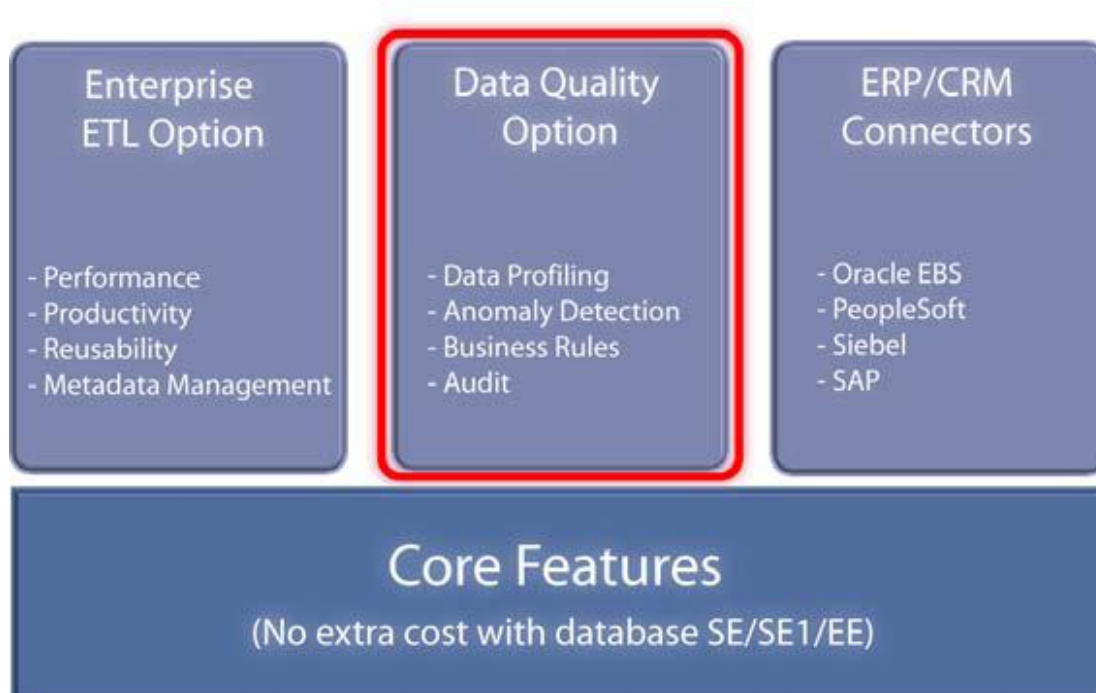 Enterprise
ETL Option
- Performance
- Productivity
- Reusability
- Metadata Management
Data Quality
Option
- Data Profiling
- Anomaly Detection
- Business Rules
- Audit
ERP/CRM
Connectors
- Oracle EBS
- PeopleSoft
- Siebel
- SAP
Core Features
(No extra cost with database SE/SE1/EE)